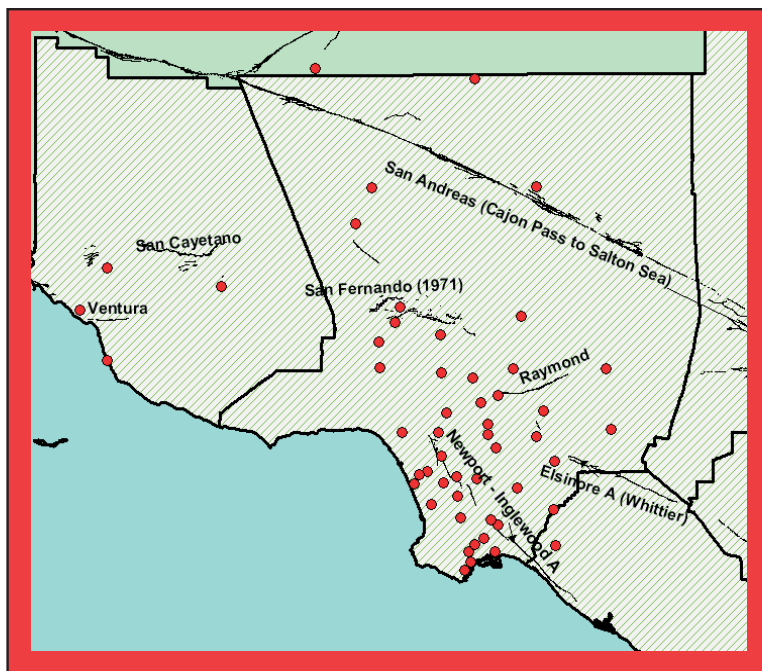 San Andreas (Cajon Pass to Salton Sea)
San Cayetano
San Fernando (1971)
Ventura
Raymond
Newport - Inglewood A
Elsinore A (Whittier)